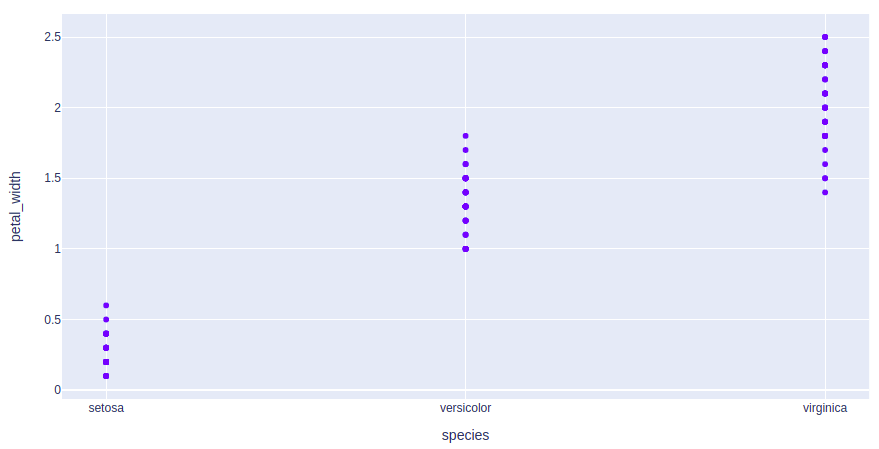 2.5
2
1.5
1
0.5
0
petal_width
setosa
versicolor
virginica
species